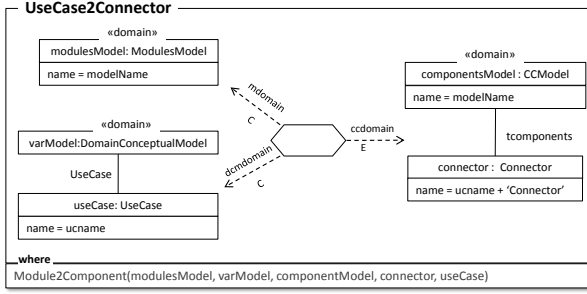 UseCase2Connector
«domain»
modulesModel: ModulesModel
name = modelName
«domain»
varModel:DomainConceptualModel
UseCase
useCase: UseCase
name = ucname
mdomain
C
dcmdomain
C
ccdomain
E
«domain»
componentsModel : CCModel
name = modelName
tcomponents
connector : Connector
name = ucname + ‘Connector’
where
Module2Component(modulesModel, varModel, componentModel, connector, useCase)